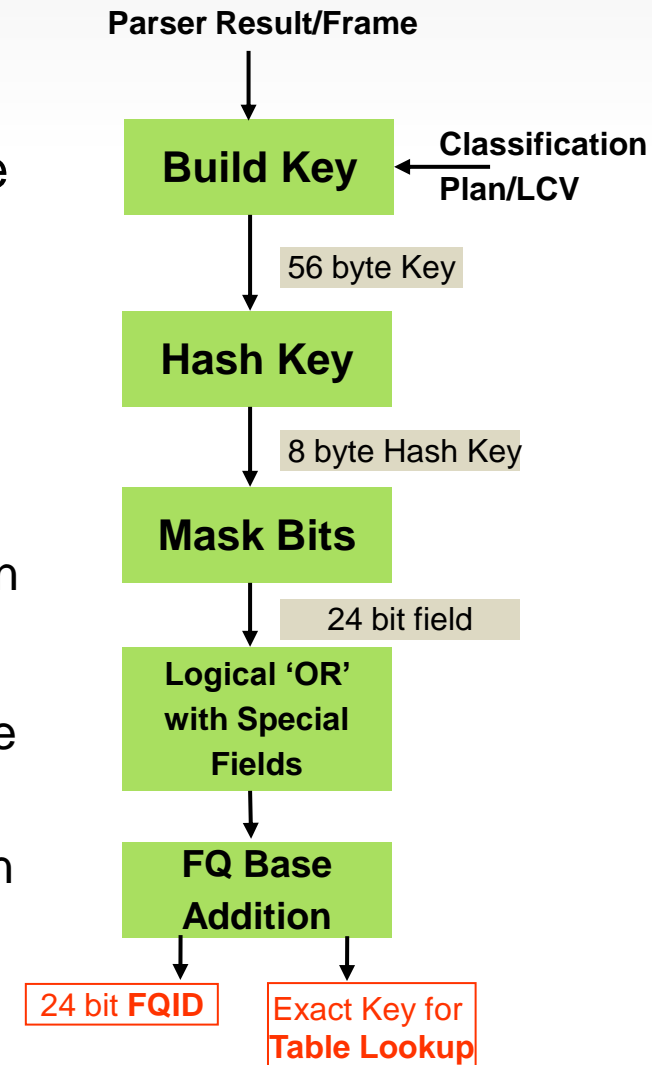 Parser Result/Frame
Build Key
Classification
Plan/LCV
56 byte Key
Hash Key
8 byte Hash Key
Mask Bits
24 bit field
Logical ‘OR’
with Special
Fields
FQ Base
Addition
24 bit FQID
Exact Key for
Table Lookup